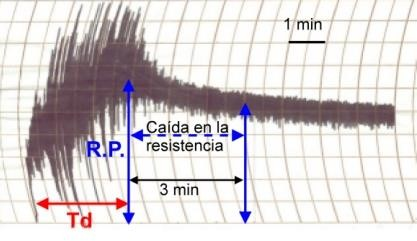 1 min
Caída en la
resistencia
R.P.
3 min
Td